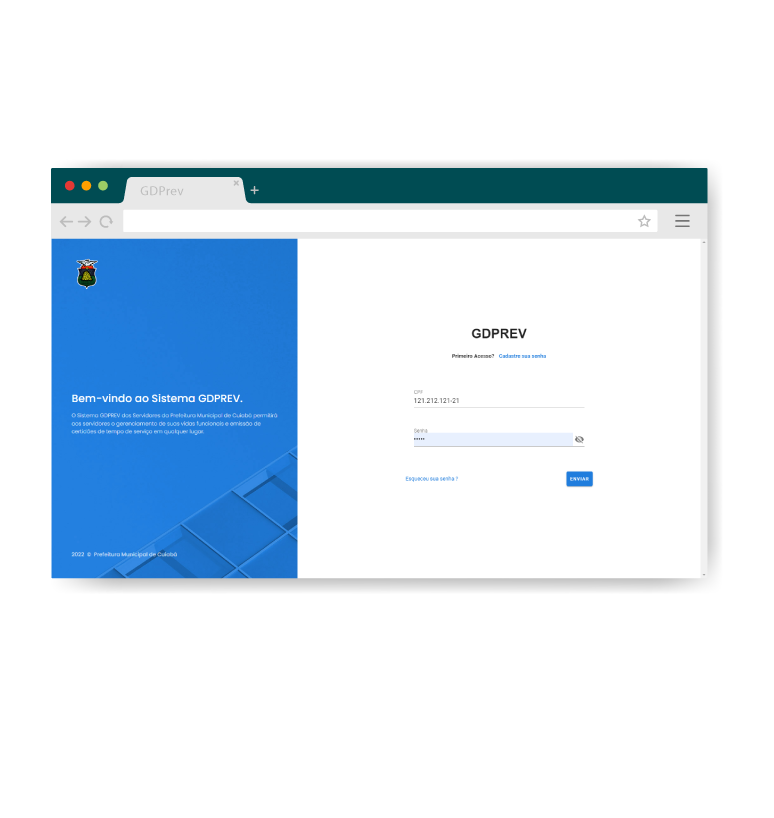 GDPrev
Bem-vindo ao Sistema GDPREV.
O Sistema GDPREV dos Servidores da Prefeitura Municipal de Cuiabá permitirá
aos servidores o gerenciamento de suas vidas funcionais e emissão de
certidões de tempo de serviço em qualquer lugar.
2022 © Prefeitura Municipal de Cuiabá
GDPREV
Primeiro Acesso? Cadastre sua senha
CPF
121.212.121-21
Senha
•••••
Esqueceu sua senha ?
ENVIAR